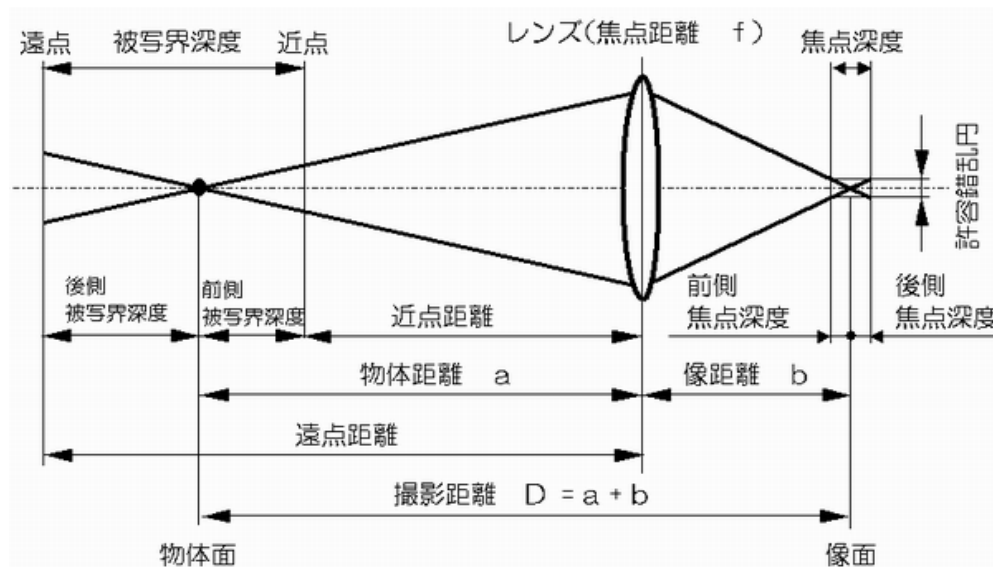 遠点 被写界深度 近点
レンズ(焦点距離 f)
焦点深度
許容錯乱円
後側
被写界深度
前側
被写界深度
近点距離
前側
焦点深度
後側
焦点深度
物体距離 a
像距離 b
遠点距離
撮影距離 D = a + b
物体面
像面